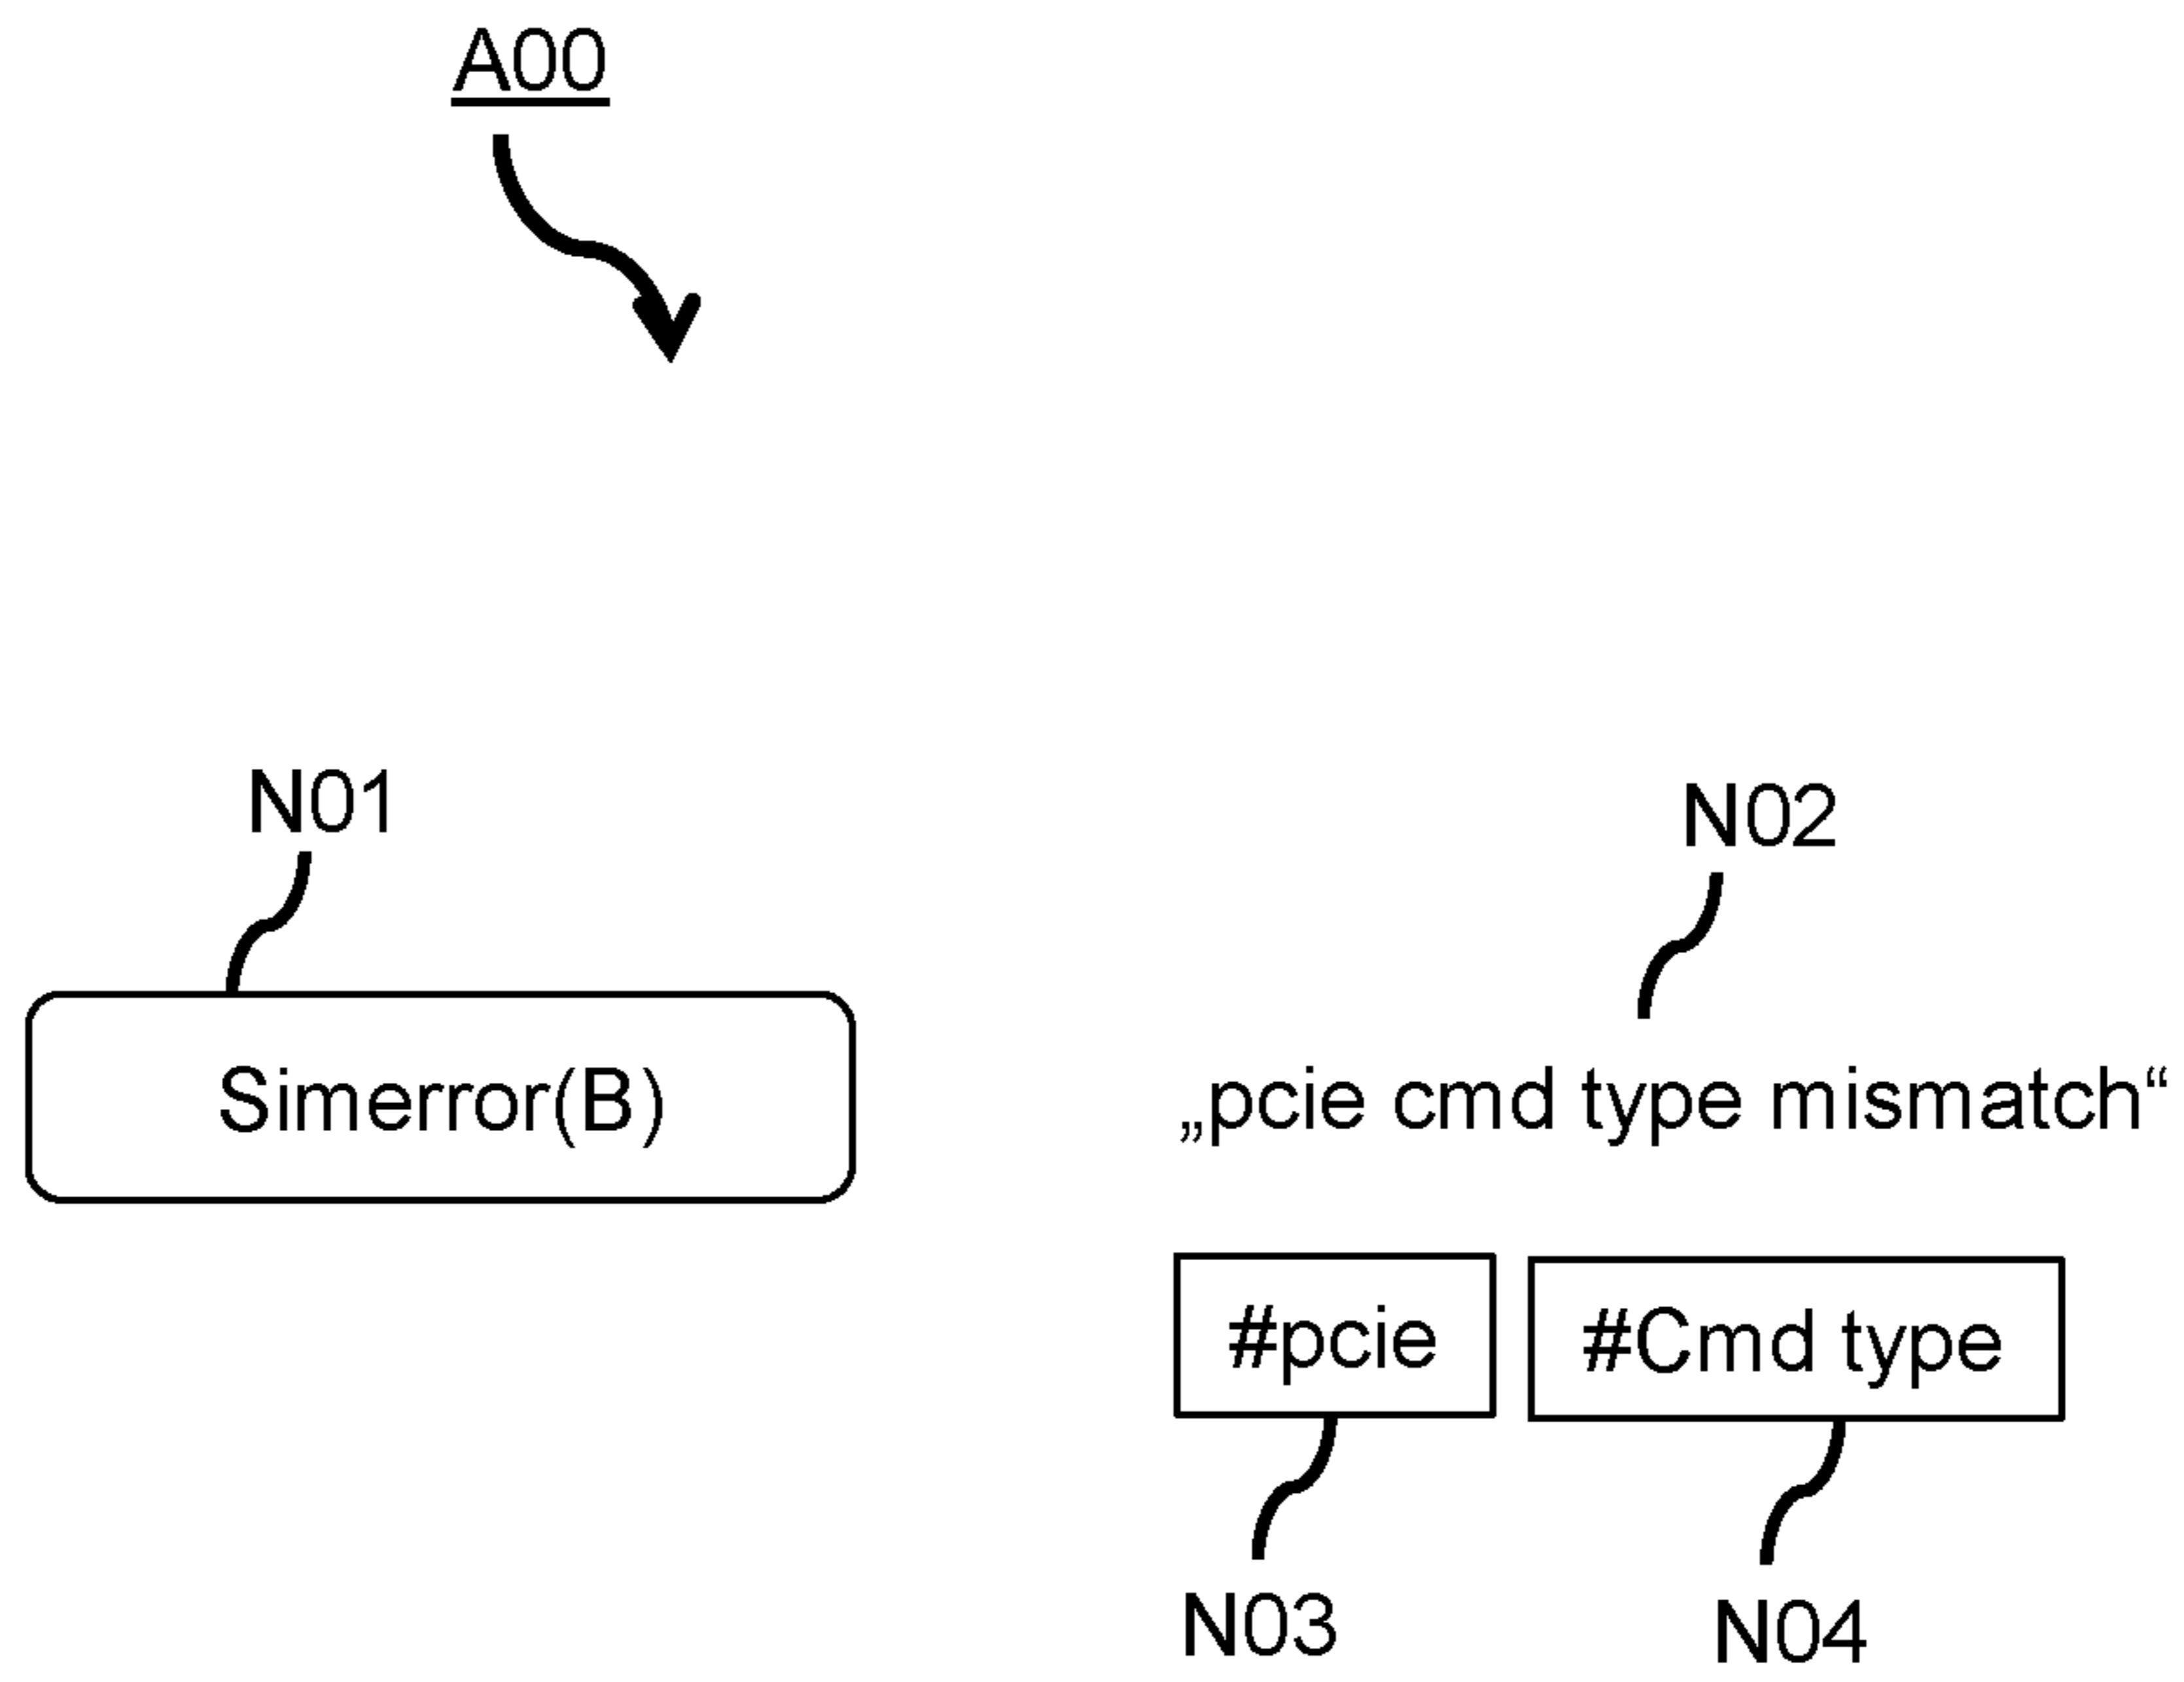 A00
N01
N02
Simerror(B)
„pcie cmd type mismatch“
#pcie
#Cmd type
N03
N04